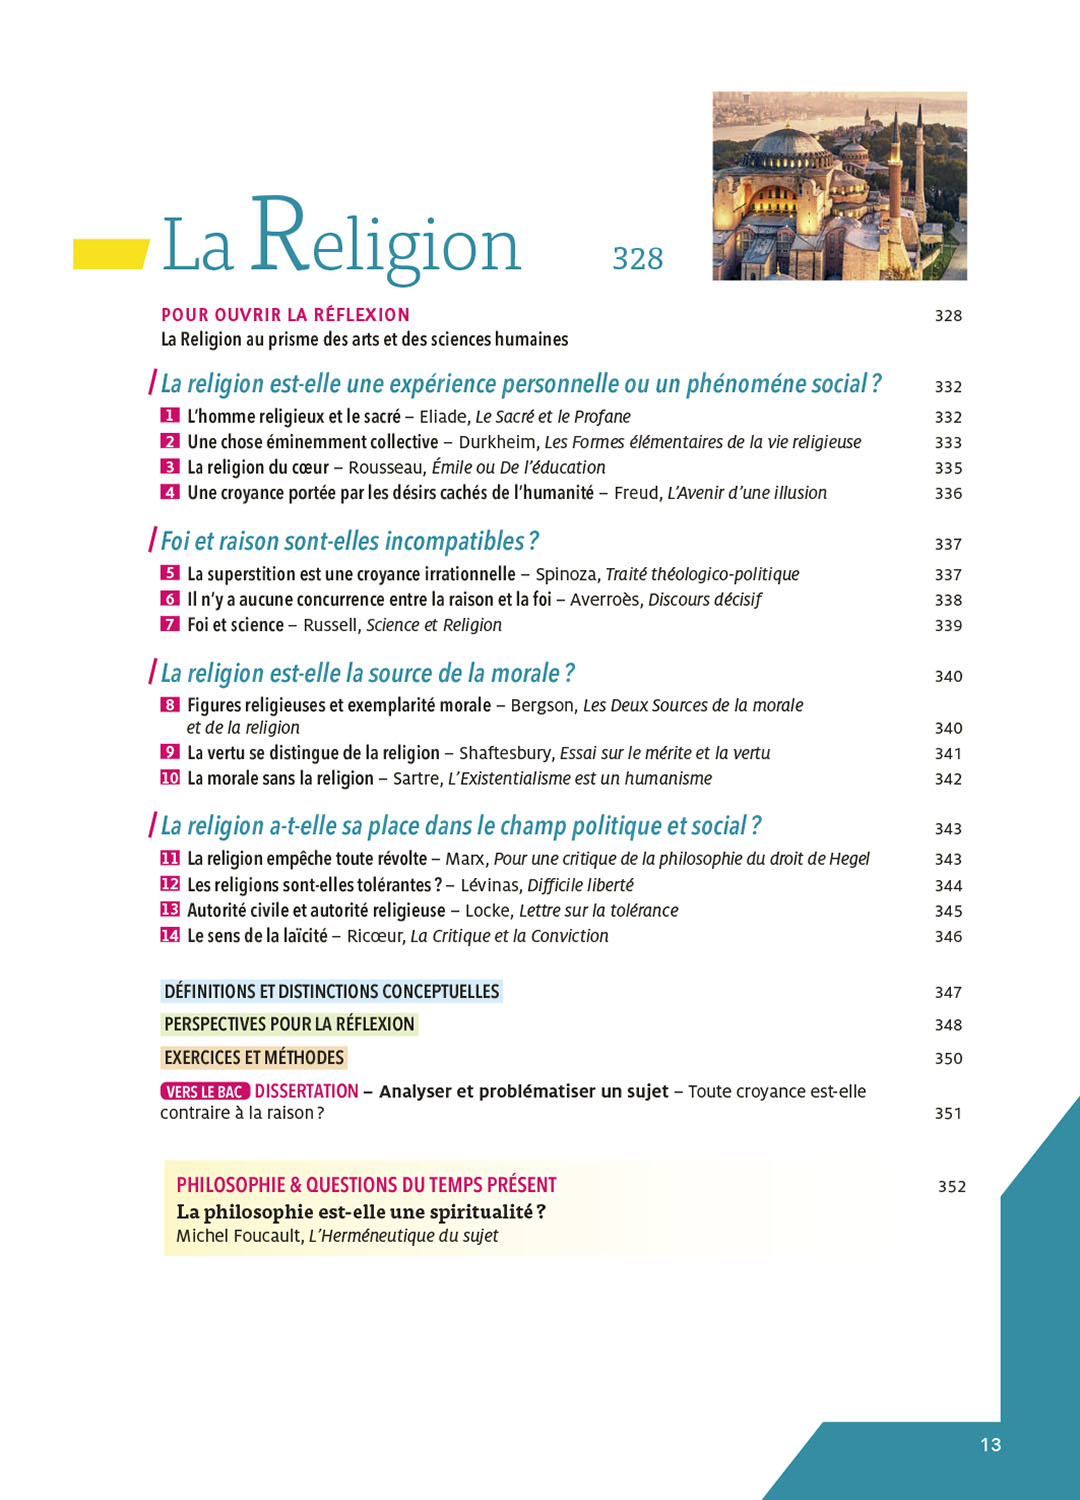 La Religion 328
POUR OUVRIR LA RÉFLEXION 328
La Religion au prisme des arts et des sciences humaines
La religion est-elle une expérience personnelle ou un phénoméne social ? 332
1 L’homme religieux et le sacré – Eliade, Le Sacré et le Profane 332
2 Une chose éminemment collective – Durkheim, Les Formes élémentaires de la vie religieuse 333
3 La religion du cœur – Rousseau, Émile ou De l’éducation 335
4 Une croyance portée par les désirs cachés de l’humanité – Freud, L’Avenir d’une illusion 336
Foi et raison sont-elles incompatibles ? 337
5 La superstition est une croyance irrationnelle – Spinoza, Traité théologico-politique 337
6 Il n’y a aucune concurrence entre la raison et la foi – Averroès, Discours décisif 338
7 Foi et science – Russell, Science et Religion 339
La religion est-elle la source de la morale ? 340
8 Figures religieuses et exemplarité morale – Bergson, Les Deux Sources de la morale
et de la religion 340
9 La vertu se distingue de la religion – Shaftesbury, Essai sur le mérite et la vertu 341
10 La morale sans la religion – Sartre, L’Existentialisme est un humanisme 342
La religion a-t-elle sa place dans le champ politique et social ? 343
11 La religion empêche toute révolte – Marx, Pour une critique de la philosophie du droit de Hegel 343
12 Les religions sont-elles tolérantes ? – Lévinas, Difficile liberté 344
13 Autorité civile et autorité religieuse – Locke, Lettre sur la tolérance 345
14 Le sens de la laïcité – Ricœur, La Critique et la Conviction 346
DÉFINITIONS ET DISTINCTIONS CONCEPTUELLES 347
PERSPECTIVES POUR LA RÉFLEXION 348
EXERCICES ET MÉTHODES 350
VERS LE BAC DISSERTATION – Analyser et problématiser un sujet – Toute croyance est-elle
contraire à la raison ? 351
PHILOSOPHIE & QUESTIONS DU TEMPS PRÉSENT 352
La philosophie est-elle une spiritualité ?
Michel Foucault, L’Herméneutique du sujet
13